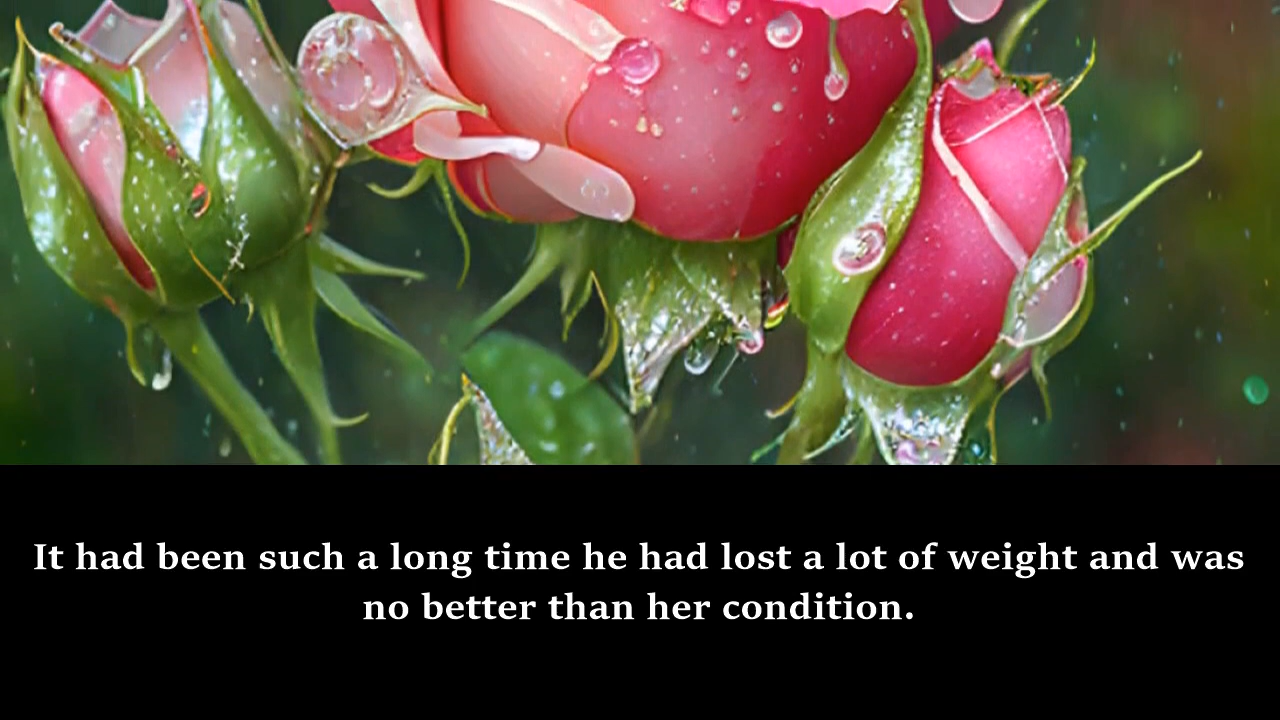 It had been such a long time he had lost a lot of weight and was
no better than her condition.